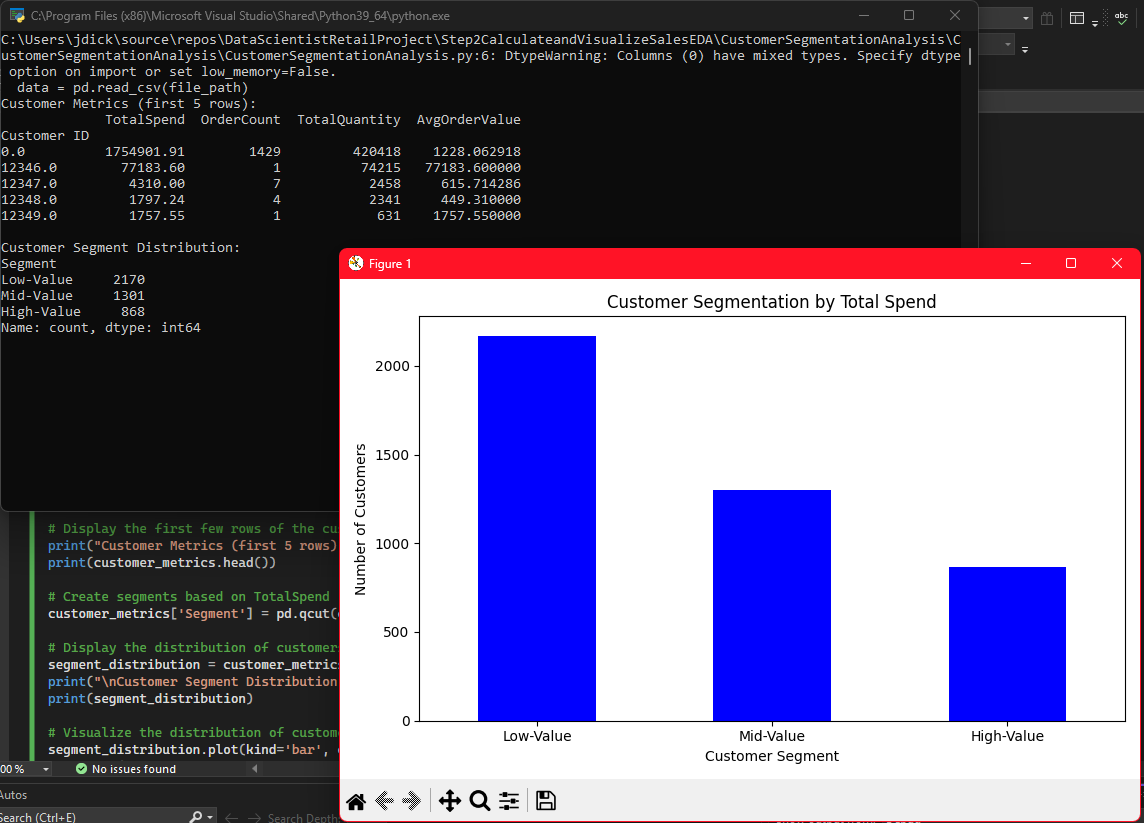 C:\Program Files (x86)\Microsoft Visual Studio\Shared\Python39_64\python.exe
abc
C:\Users\jdick\source\repos\DataScientistRetailProject\Step2CalculateandVisualizeSalesEDA\CustomerSegmentationAnalysis\C
ustomerSegmentationAnalysis\CustomerSegmentationAnalysis.py:6: DtypeWarning: Columns (0) have mixed types. Specify dtype
option on import or set low_memory=False.
data = pd.read_csv(file_path)
Customer Metrics (first 5 rows):
TotalSpend OrderCount TotalQuantity AvgOrderValue
Customer ID
0.0 1754901.91 1429 420418 1228.062918
12346.0 77183.60 1 74215 77183.600000
12347.0 4310.00 7 2458 615.714286
12348.0 1797.24 4 2341 449.310000
12349.0 1757.55 1 631 1757.550000
Customer Segment Distribution:
Segment
Low-Value 2170
Mid-Value 1301
High-Value 868
Name: count, dtype: int64
Figure 1
Customer Segmentation by Total Spend
Number of Customers
2000
1500
1000
500
0
Low-Value Mid-Value High-Value
Customer Segment
# Display the first few rows of the cu
print("Customer Metrics (first 5 rows)
print(customer_metrics.head())
# Create segments based on TotalSpend
customer_metrics['Segment'] = pd.qcut(
# Display the distribution of customer
segment_distribution = customer_metric
print("\nCustomer Segment Distribution
print(segment_distribution)
# Visualize the distribution of custom
segment_distribution.plot(kind='bar',
00 % No issues found
Autos
Search (Ctrl+E) Search Depth